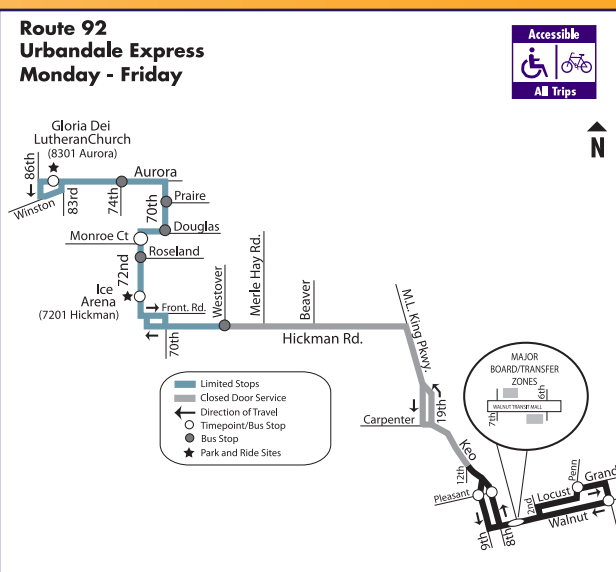 Route 92
Urbandale Express
Monday - Friday
Accessible
All Trips
N
Gloria Dei
LutheranChurch
(8301 Aurora)
86th
Winston
83rd
74th
Aurora
70th
Praire
Douglas
Monroe Ct
Roseland
72nd
Ice
Arena
(7201 Hickman)
Front. Rd.
70th
Westover
Merle Hay Rd.
Beaver
Hickman Rd.
M.L. King Pkwy.
Limited Stops
Closed Door Service
Direction of Travel
Timepoint/Bus Stop
Bus Stop
Park and Ride Sites
Carpenter
19th
Keo
12th
Pleasant
9th
8th
MAJOR
BOARD/TRANSFER
ZONES
6th
WALNUT TRANSIT MALL
7th
2nd
Locust
Penn
Grand
Walnut